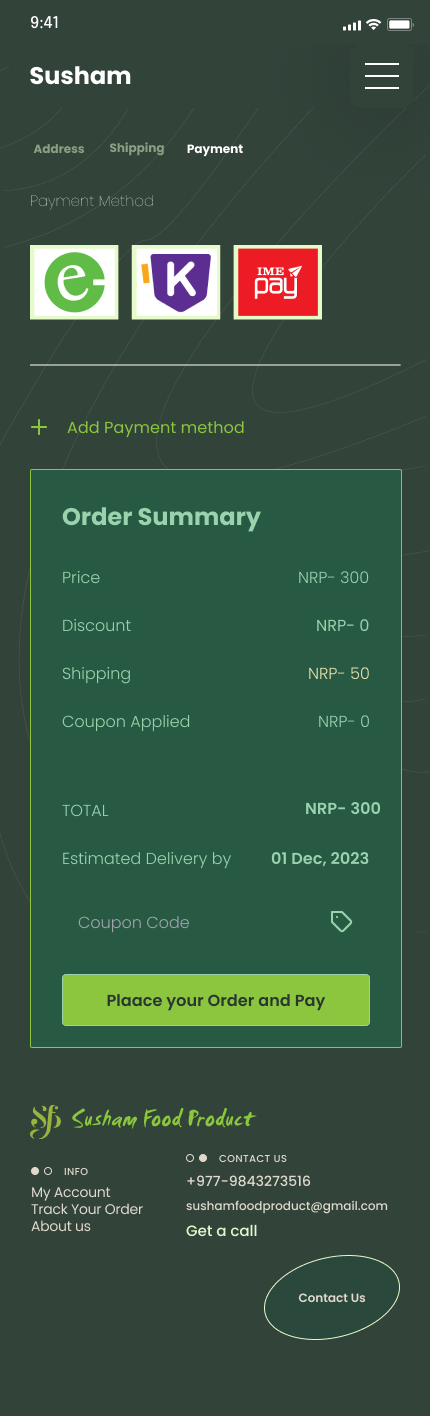 9:41
Susham
Address Shipping Payment
Payment Method
e
K
IME
pay
Add Payment method
Order Summary
Price NRP- 300
Discount NRP- 0
Shipping NRP- 50
Coupon Applied NRP- 0
TOTAL NRP- 300
Estimated Delivery by 01 Dec, 2023
Coupon Code
Plaace your Order and Pay
Sfp Susham Food Product
INFO
My Account
Track Your Order
About us
CONTACT US
+977-9843273516
sushamfoodproduct@gmail.com
Get a call
Contact Us